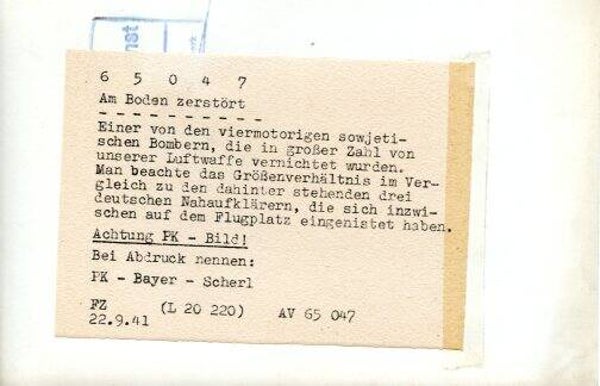 nst
rk
6 5 0 4 7
Am Boden zerstört
- - - - - - - - - -
Einer von den viermotorigen sowjeti-
schen Bombern, die in großer Zahl von
unserer Luftwaffe vernichtet wurden.
Man beachte das Größenverhältnis im Ver-
gleich zu den dahinter stehenden drei
deutschen Nahaufklärern, die sich inzwi-
schen auf dem Flugplatz eingenistet haben.
Achtung PK - Bild!
Bei Abdruck nennen:
PK - Bayer - Scherl
FZ (L 20 220) AV 65 047
22.9.41